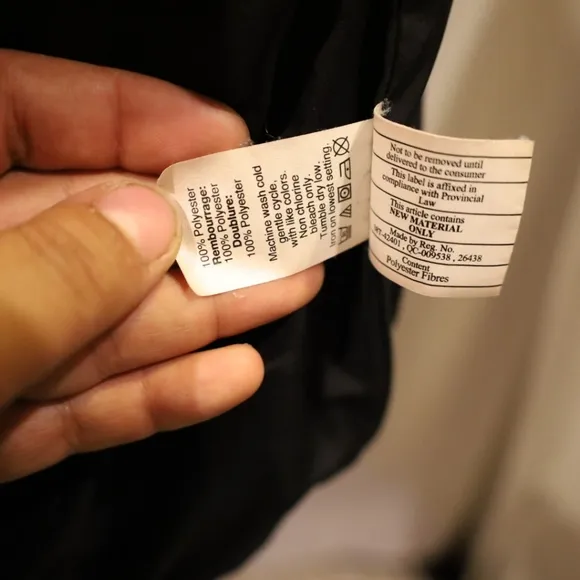 100% Polyester
Rembourrage:
100% Polyester
Doublure:
100% Polyester
Machine wash cold
gentle cycle.
with like colors.
Non chlorine
bleach only.
Tumble dry low.
Iron on lowest setting.
Not to be removed until
delivered to the consumer
This label is affixed in
compliance with Provincial
Law
This article contains
NEW MATERIAL
ONLY
Made by Reg. No.
-42401 , QC-009538 , 26438
Content
Polyester Fibres